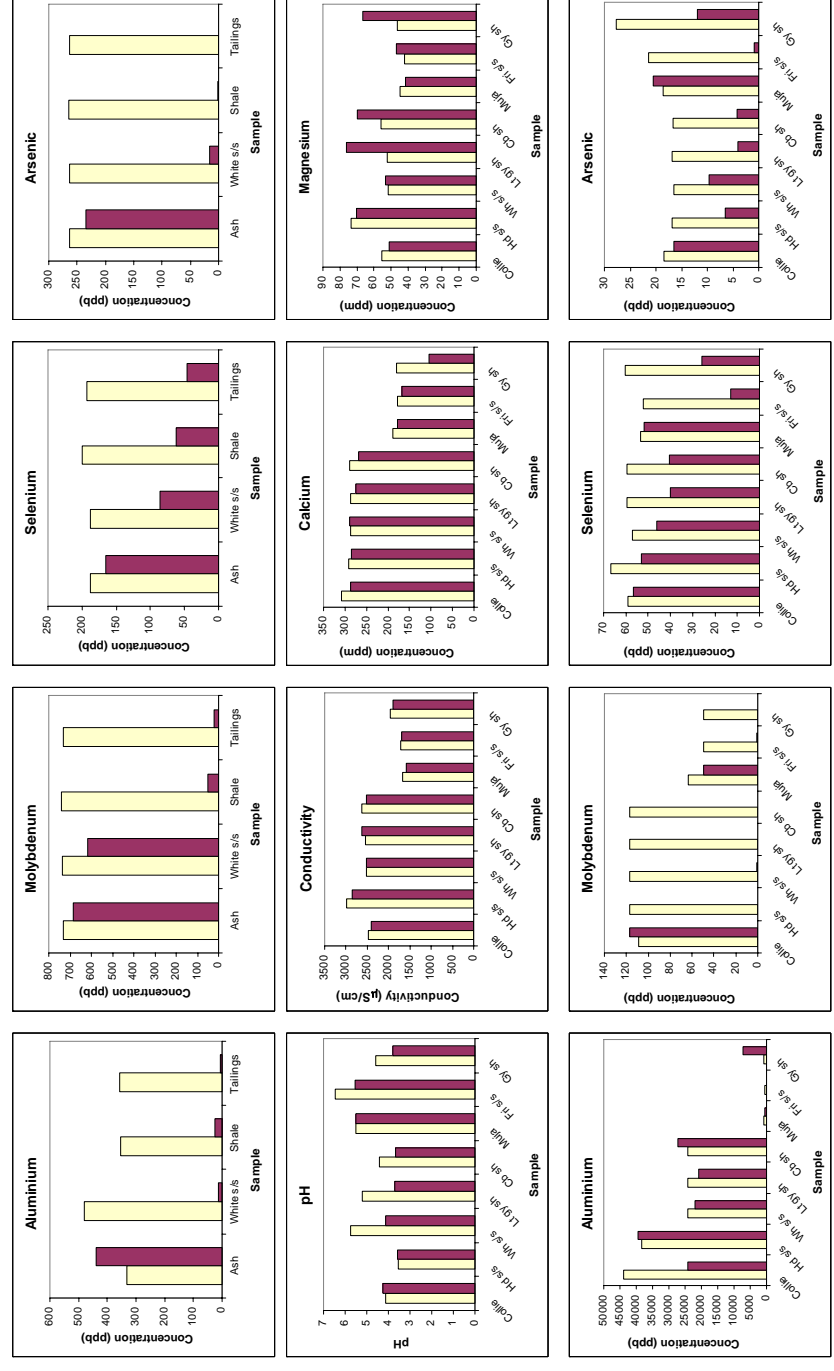 Aluminium
Concentration (ppb)
600
500
400
300
200
100
0
Ash White s/s Shale Tailings
Sample
Molybdenum
Concentration (ppb)
800
700
600
500
400
300
200
100
0
Ash White s/s Shale Tailings
Sample
Selenium
Concentration (ppb)
250
200
150
100
50
0
Ash White s/s Shale Tailings
Sample
Arsenic
Concentration (ppb)
300
250
200
150
100
50
0
Ash White s/s Shale Tailings
Sample
pH
pH
7
6
5
4
3
2
1
0
Collie Hd s/s Wh s/s Lt gy sh Cb sh Muja Fri s/s Gy sh
Sample
Conductivity
Conductivity (µS/cm)
3500
3000
2500
2000
1500
1000
500
0
Collie Hd s/s Wh s/s Lt gy sh Cb sh Muja Fri s/s Gy sh
Sample
Calcium
Concentration (ppm)
350
300
250
200
150
100
50
0
Collie Hd s/s Wh s/s Lt gy sh Cb sh Muja Fri s/s Gy sh
Sample
Magnesium
Concentration (ppm)
90
80
70
60
50
40
30
20
10
0
Collie Hd s/s Wh s/s Lt gy sh Cb sh Muja Fri s/s Gy sh
Sample
Aluminium
Concentration (ppb)
50000
45000
40000
35000
30000
25000
20000
15000
10000
5000
0
Collie Hd s/s Wh s/s Lt gy sh Cb sh Muja Fri s/s Gy sh
Sample
Molybdenum
Concentration (ppb)
140
120
100
80
60
40
20
0
Collie Hd s/s Wh s/s Lt gy sh Cb sh Muja Fri s/s Gy sh
Sample
Selenium
Concentration (ppb)
70
60
50
40
30
20
10
0
Collie Hd s/s Wh s/s Lt gy sh Cb sh Muja Fri s/s Gy sh
Sample
Arsenic
Concentration (ppb)
30
25
20
15
10
5
0
Collie Hd s/s Wh s/s Lt gy sh Cb sh Muja Fri s/s Gy sh
Sample